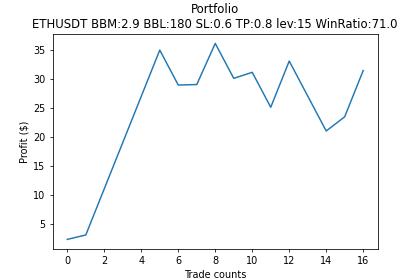 Portfolio
ETHUSDT BBM:2.9 BBL:180 SL:0.6 TP:0.8 lev:15 WinRatio:71.0
35
30
25
20
15
10
5
Profit ($)
0 2 4 6 8 10 12 14 16
Trade counts